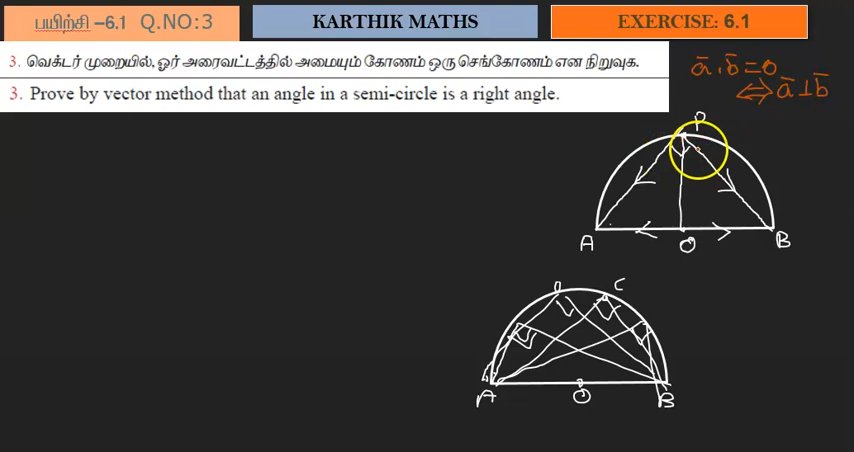 பயிற்சி –6.1 Q.NO:3
KARTHIK MATHS
EXERCISE: 6.1
3. வெக்டர் முறையில், ஓர் அரைவட்டத்தில் அமையும் கோணம் ஒரு செங்கோணம் என நிறுவுக.
3. Prove by vector method that an angle in a semi-circle is a right angle.
a̅ . b̅ = 0
⇔ a̅ ⊥ b̅
P
A O B
C
A O B